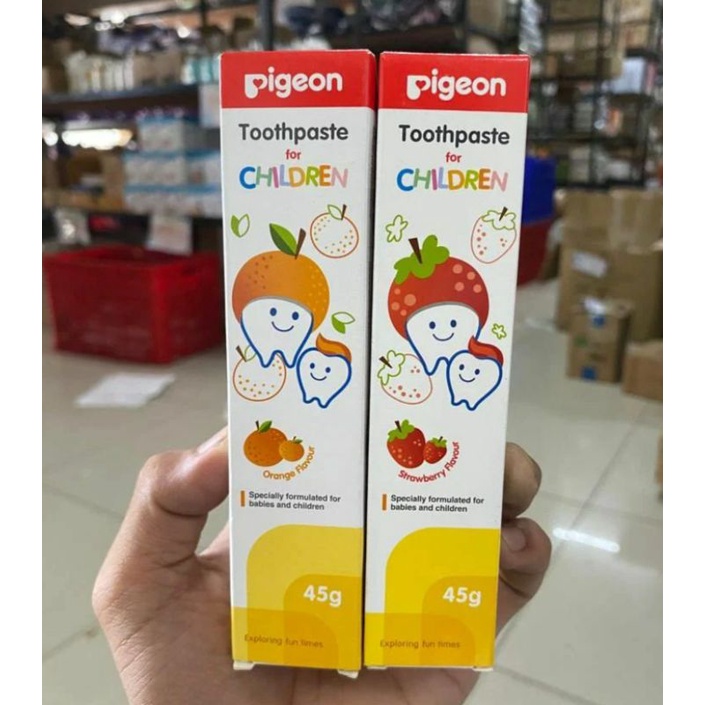 pigeon
Toothpaste
for
CHILDREN
Orange Flavour
Specially formulated for
babies and children
45g
Exploring fun times
pigeon
Toothpaste
for
CHILDREN
Strawberry Flavour
Specially formulated for
babies and children
45g
Exploring fun times